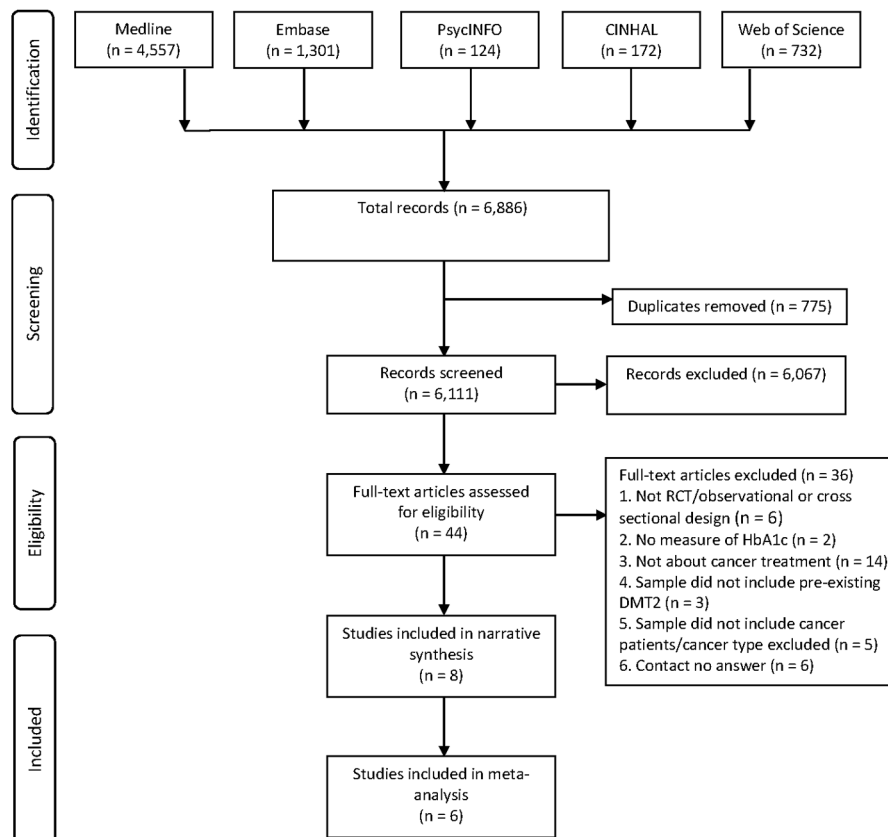 Identification
Medline
(n = 4,557)
Embase
(n = 1,301)
PsycINFO
(n = 124)
CINHAL
(n = 172)
Web of Science
(n = 732)
Screening
Total records (n = 6,886)
Duplicates removed (n = 775)
Records screened
(n = 6,111)
Records excluded (n = 6,067)
Eligibility
Full-text articles assessed
for eligibility
(n = 44)
Full-text articles excluded (n = 36)
1. Not RCT/observational or cross
sectional design (n = 6)
2. No measure of HbA1c (n = 2)
3. Not about cancer treatment (n = 14)
4. Sample did not include pre-existing
DMT2 (n = 3)
5. Sample did not include cancer
patients/cancer type excluded (n = 5)
6. Contact no answer (n = 6)
Included
Studies included in narrative
synthesis
(n = 8)
Studies included in meta-
analysis
(n = 6)